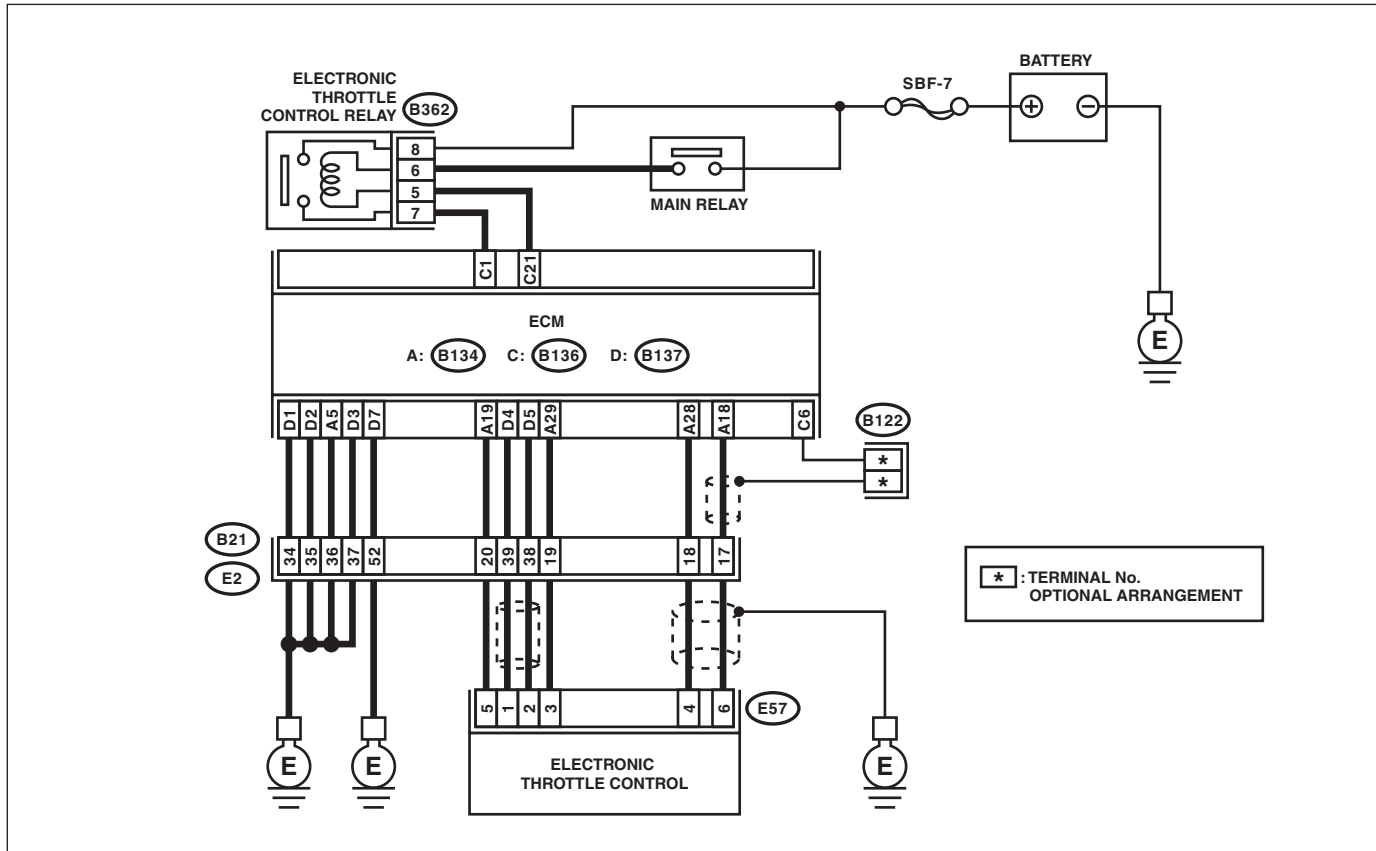 ELECTRONIC
THROTTLE
CONTROL RELAY
B362
8
6
5
7
SBF-7
BATTERY
+
−
MAIN RELAY
E
C1
C21
ECM
A: B134 C: B136 D: B137
D1 D2 A5 D3 D7 A19 D4 D5 A29 A28 A18 C6
B122
*
*
B21
E2
34 35 36 37 52 20 39 38 19 18 17
* : TERMINAL No.
OPTIONAL ARRANGEMENT
5 1 2 3 4 6
E57
ELECTRONIC
THROTTLE CONTROL
E E E